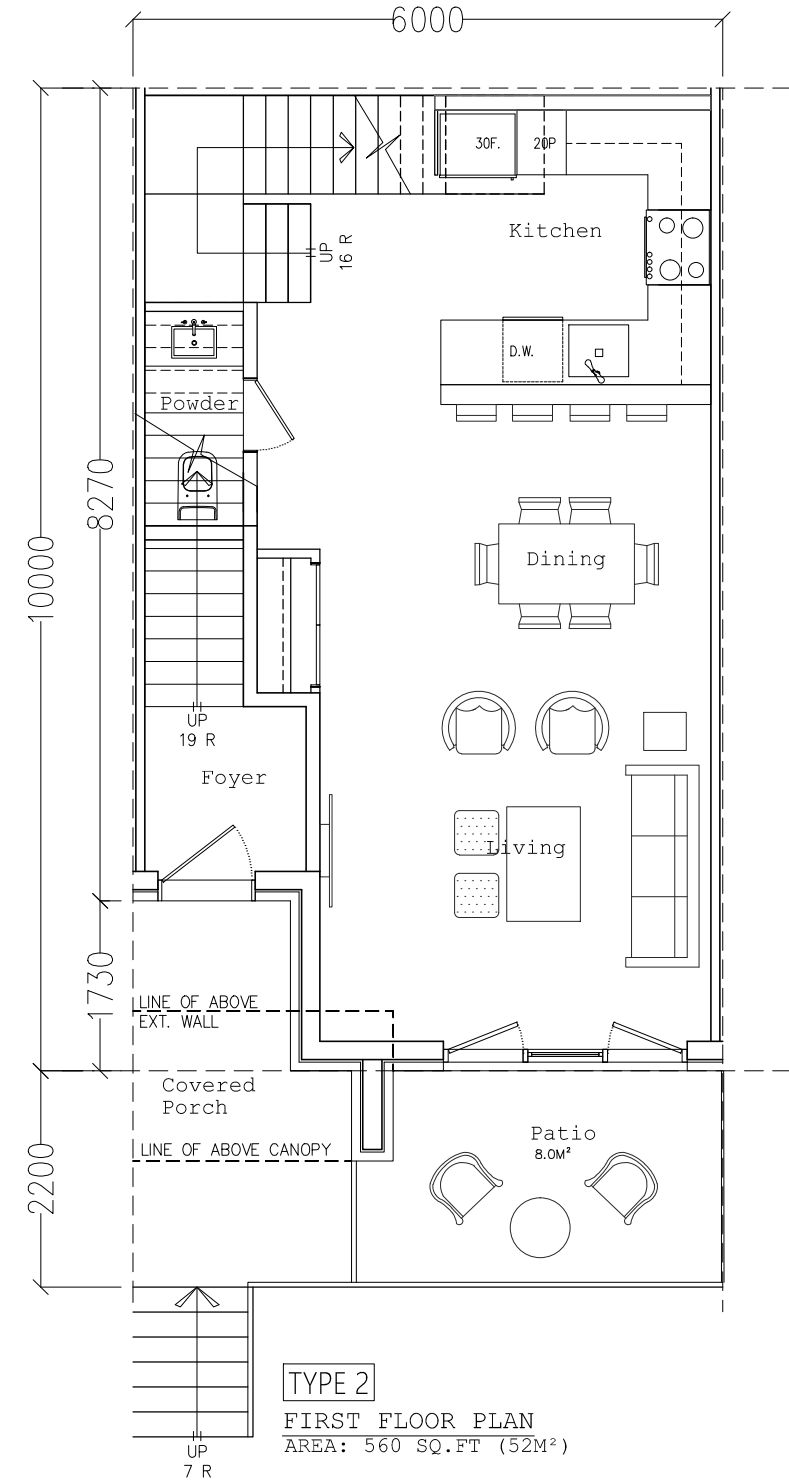 6000
30F.
20P
Kitchen
UP
16 R
D.W.
Powder
8270
10000
Dining
UP
19 R
Foyer
Living
1730
LINE OF ABOVE
EXT. WALL
Covered
Porch
Patio
8.0M²
LINE OF ABOVE CANOPY
2200
TYPE 2
FIRST FLOOR PLAN
AREA: 560 SQ.FT (52M²)
UP
7 R